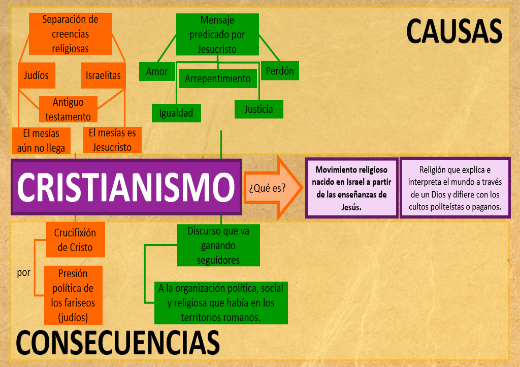 Separación de
creencias
religiosas
Judíos
Israelitas
Antiguo
testamento
El mesías
aún no llega
El mesías es
Jesucristo
Mensaje
predicado por
Jesucristo
Amor
Arrepentimiento
Perdón
Igualdad
Justicia
CAUSAS
CRISTIANISMO
¿Qué es?
Movimiento religioso
nacido en Israel a partir
de las enseñanzas de
Jesús.
Religión que explica e
interpreta el mundo a través
de un Dios y difiere con los
cultos politeístas o paganos.
Crucifixión
de Cristo
por
Presión
política de
los fariseos
(judíos)
Discurso que va
ganando
seguidores
A la organización política, social
y religiosa que había en los
territorios romanos.
CONSECUENCIAS